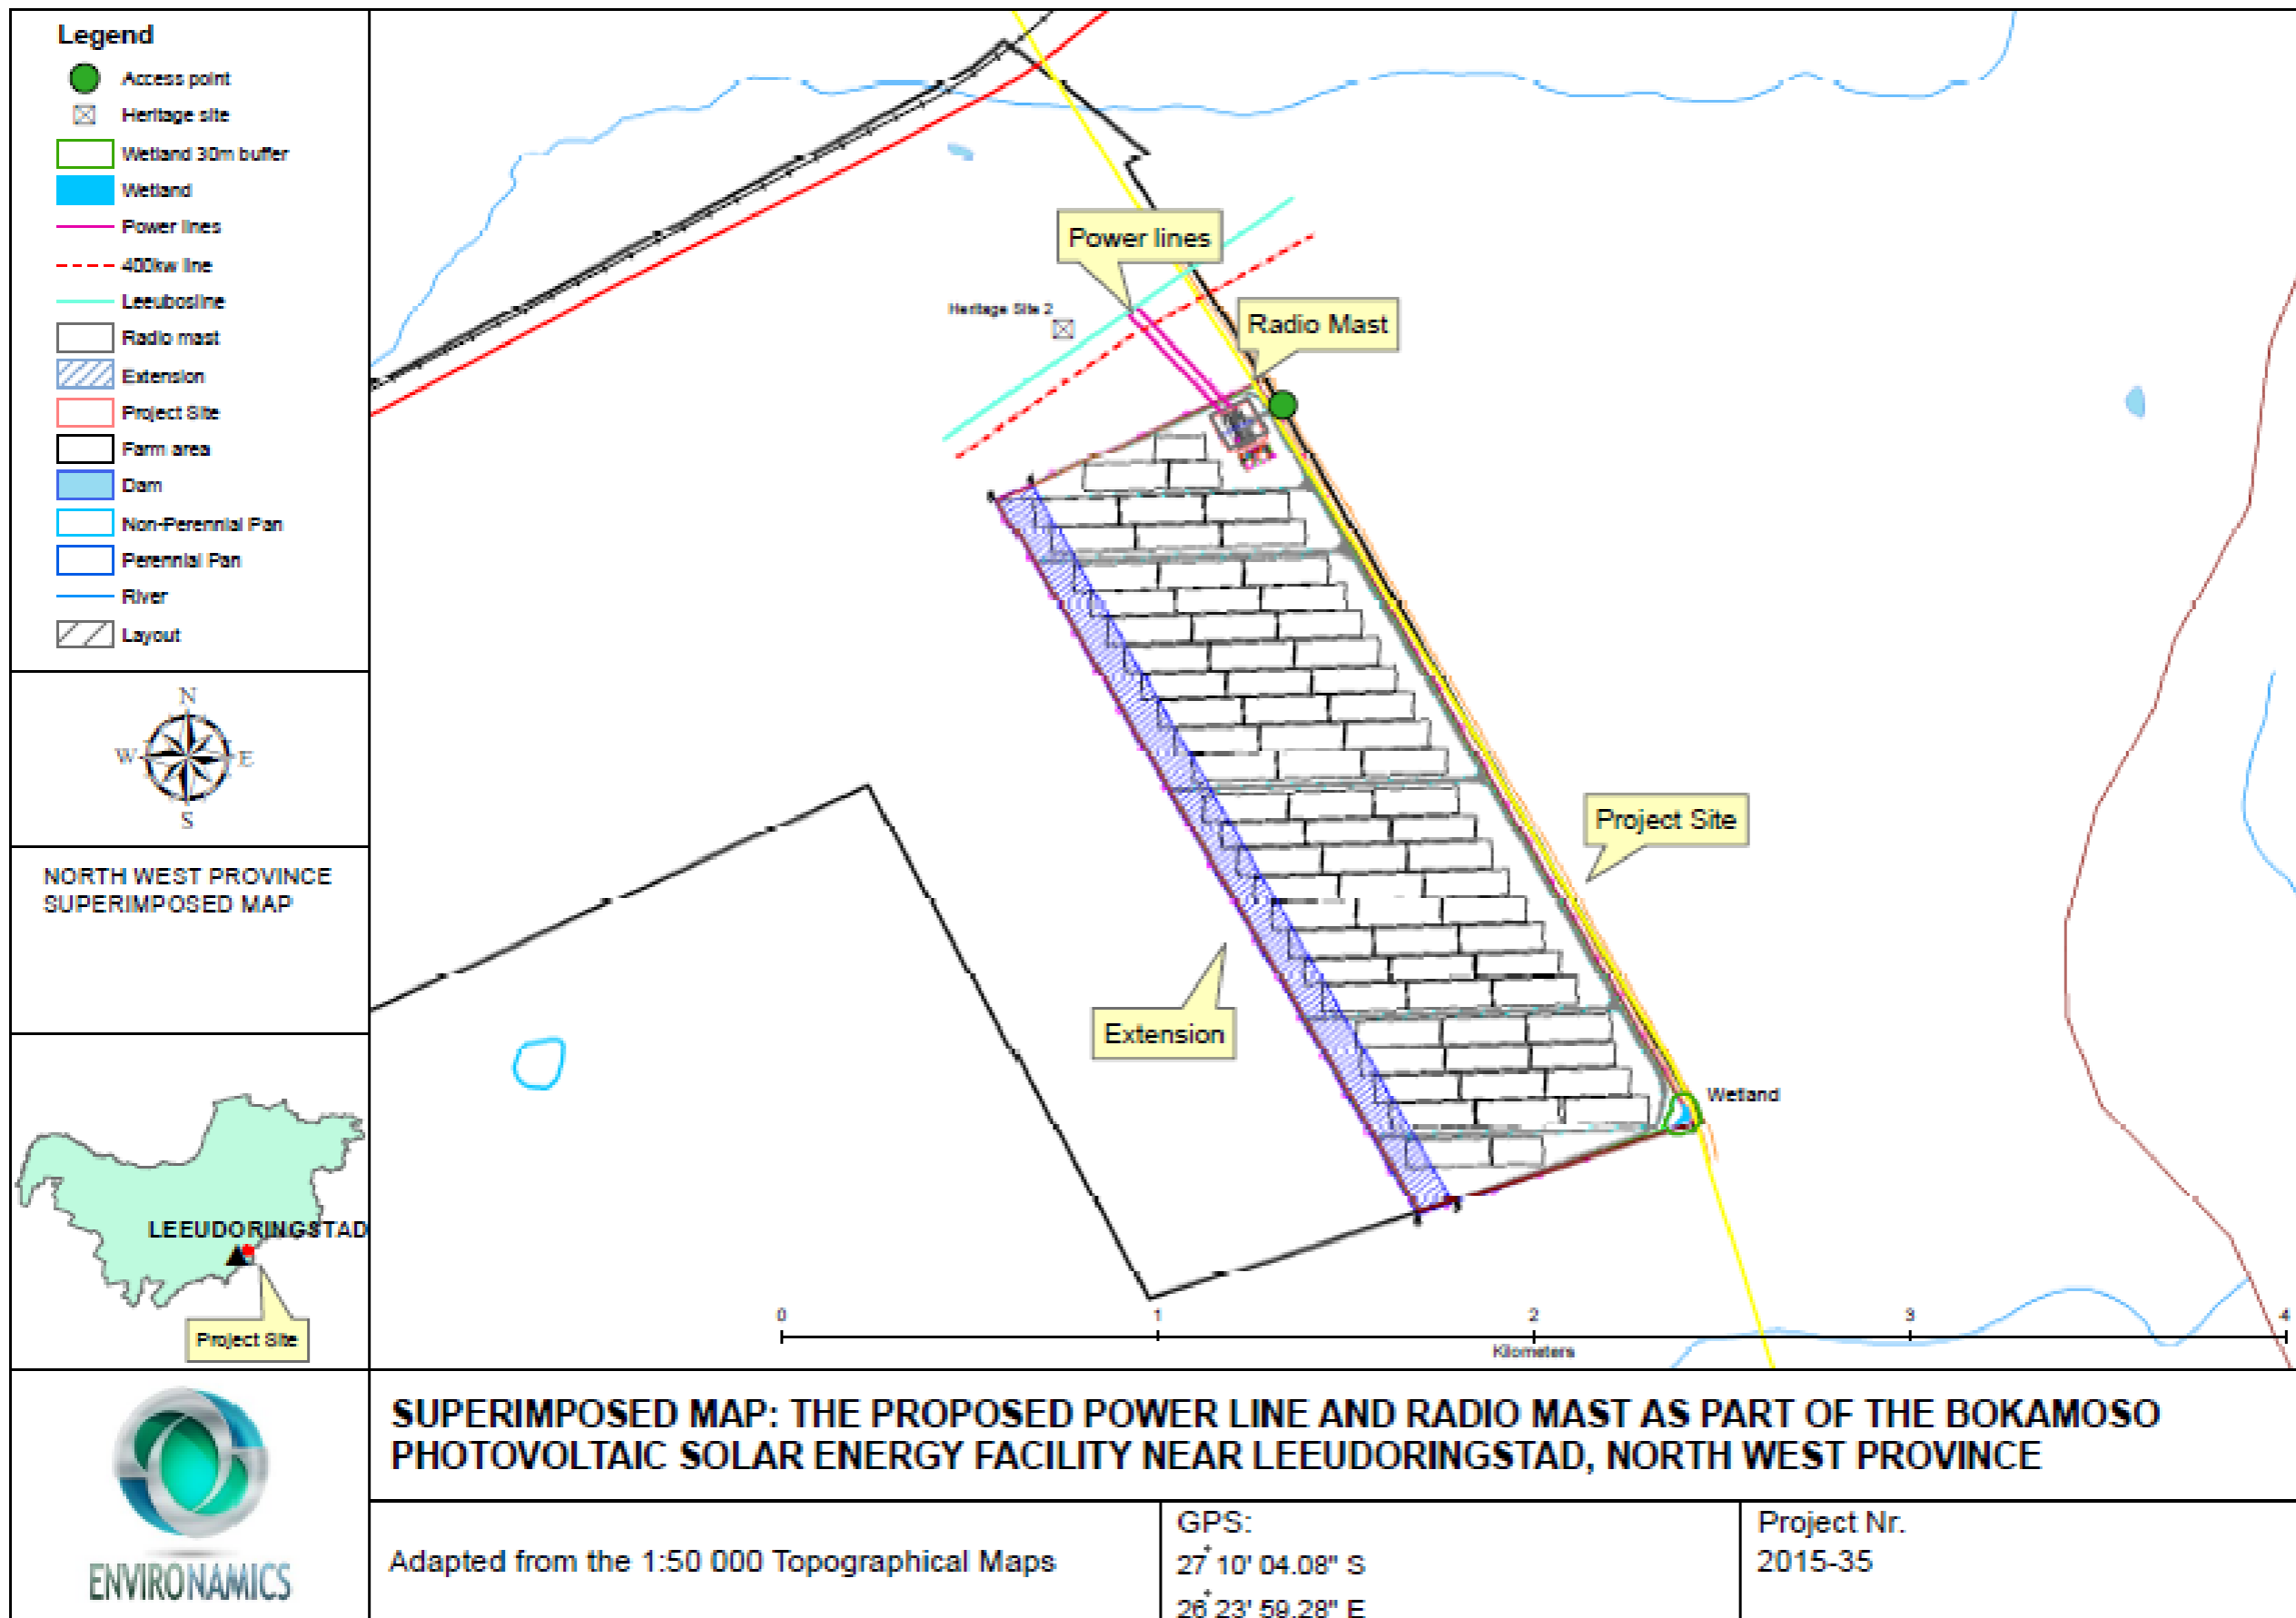 Legend
Access point
Heritage site
Wetland 30m buffer
Wetland
Power lines
400kw line
Leeubosline
Radio mast
Extension
Project Site
Farm area
Dam
Non-Perennial Pan
Perennial Pan
River
Layout
N
W E
S
NORTH WEST PROVINCE
SUPERIMPOSED MAP
LEEUDORINGSTAD
Project Site
Power lines
Heritage Site 2
Radio Mast
Project Site
Extension
Wetland
0 1 2 3 4
Kilometers
ENVIRONAMICS
SUPERIMPOSED MAP: THE PROPOSED POWER LINE AND RADIO MAST AS PART OF THE BOKAMOSO
PHOTOVOLTAIC SOLAR ENERGY FACILITY NEAR LEEUDORINGSTAD, NORTH WEST PROVINCE
Adapted from the 1:50 000 Topographical Maps
GPS:
27+ 10' 04.08" S
26+ 23' 59.28" E
Project Nr.
2015-35